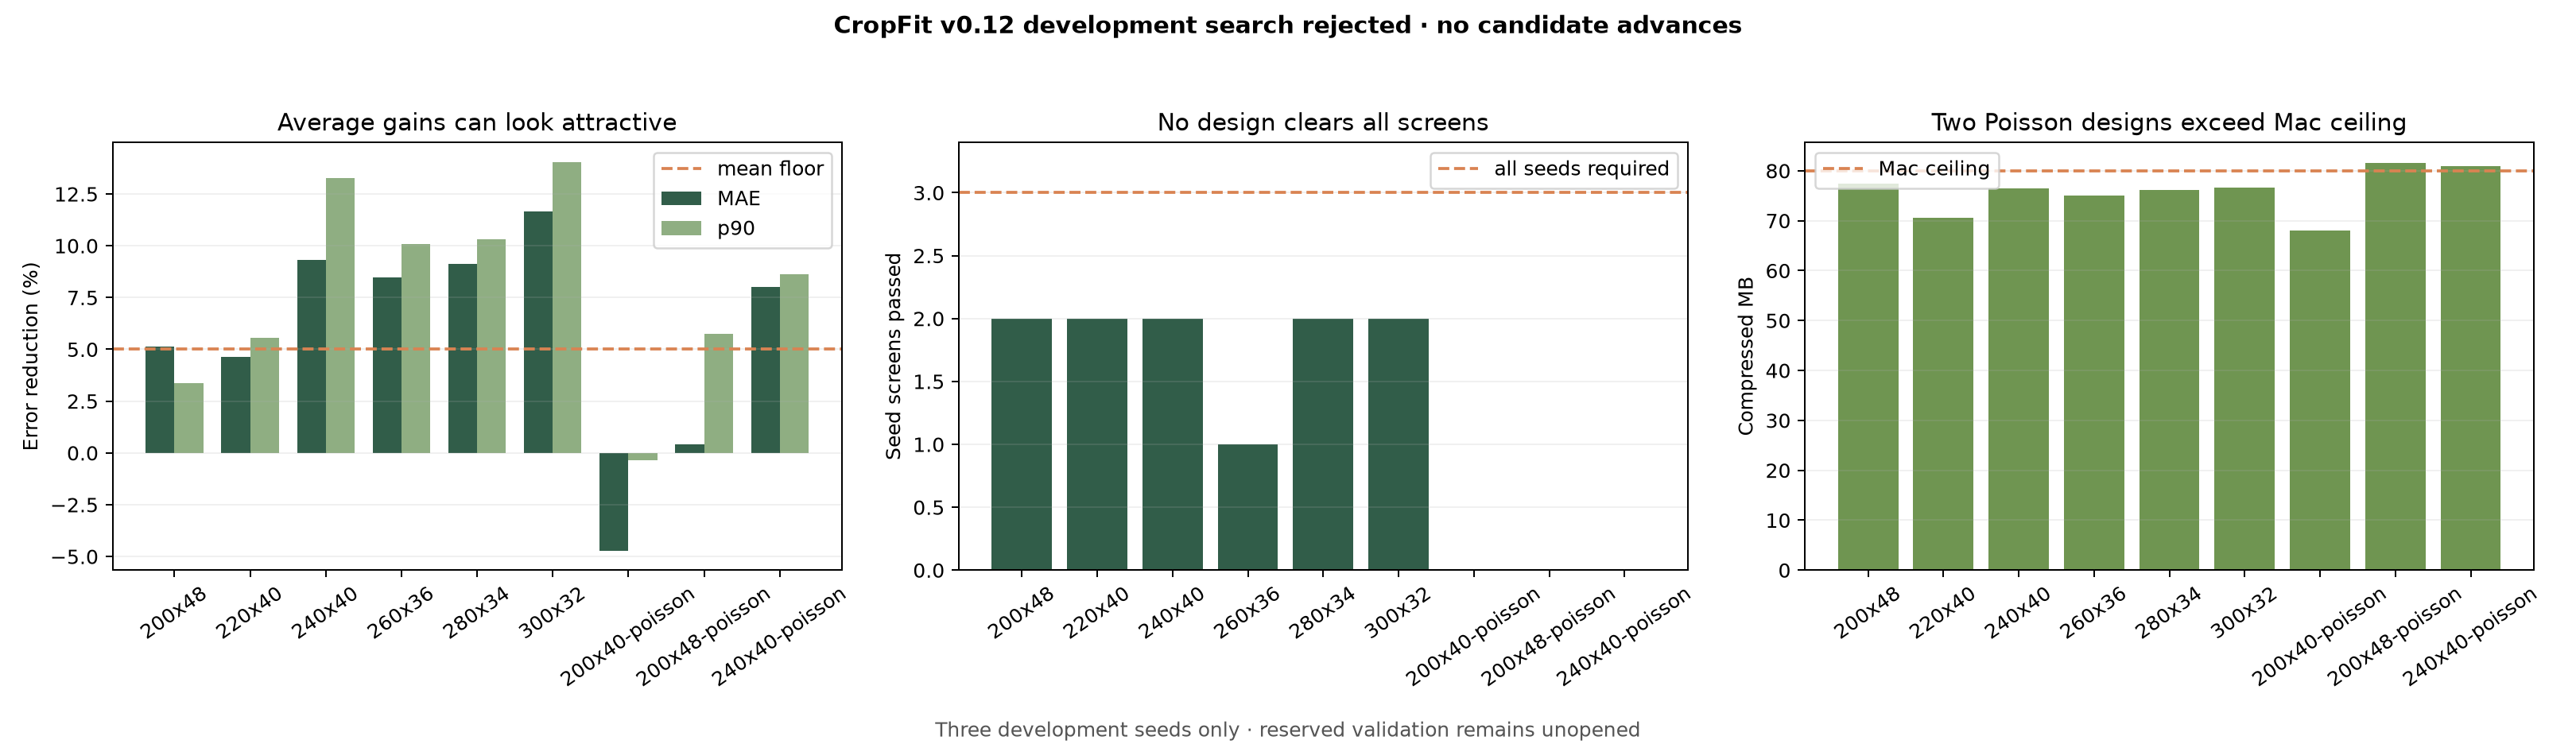 CropFit v0.12 development search rejected · no candidate advances
Average gains can look attractive
Error reduction (%)
12.5
10.0
7.5
5.0
2.5
0.0
−2.5
−5.0
mean floor
MAE
p90
200x48
220x40
240x40
260x36
280x34
300x32
200x40-poisson
200x48-poisson
240x40-poisson
No design clears all screens
Seed screens passed
3.0
2.5
2.0
1.5
1.0
0.5
0.0
all seeds required
200x48
220x40
240x40
260x36
280x34
300x32
200x40-poisson
200x48-poisson
240x40-poisson
Two Poisson designs exceed Mac ceiling
Compressed MB
80
70
60
50
40
30
20
10
0
Mac ceiling
200x48
220x40
240x40
260x36
280x34
300x32
200x40-poisson
200x48-poisson
240x40-poisson
Three development seeds only · reserved validation remains unopened